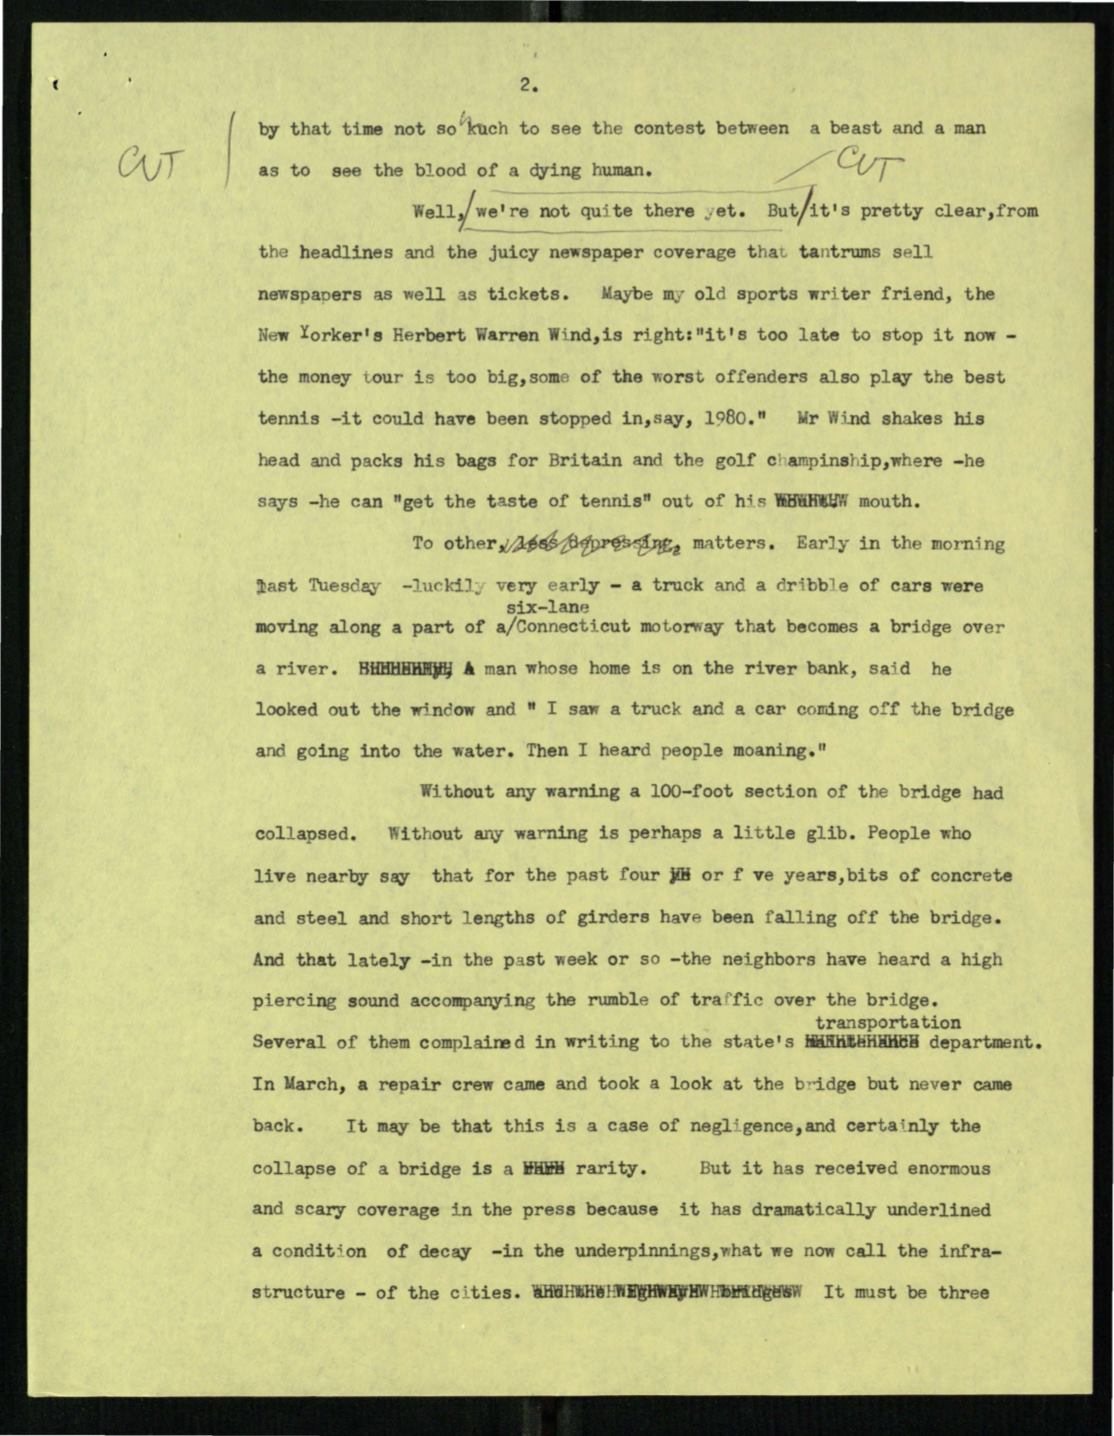 2.
by that time not so kuch to see the contest between a beast and a man
CUT
as to see the blood of a dying human.
CUT
Well, we're not quite there yet. But it's pretty clear,from
the headlines and the juicy newspaper coverage that tantrums sell
newspapers as well as tickets. Maybe my old sports writer friend, the
New Yorker's Herbert Warren Wind,is right:"it's too late to stop it now -
the money tour is too big,some of the worst offenders also play the best
tennis -it could have been stopped in,say, 1980." Mr Wind shakes his
head and packs his bags for Britain and the golf champinship,where -he
says -he can "get the taste of tennis" out of his mouth.
To other, less depressing, matters. Early in the morning
last Tuesday -luckily very early - a truck and a dribble of cars were
six-lane
moving along a part of a/Connecticut motorway that becomes a bridge over
a river. A man whose home is on the river bank, said he
looked out the window and " I saw a truck and a car coming off the bridge
and going into the water. Then I heard people moaning."
Without any warning a 100-foot section of the bridge had
collapsed. Without any warning is perhaps a little glib. People who
live nearby say that for the past four or f ve years,bits of concrete
and steel and short lengths of girders have been falling off the bridge.
And that lately -in the past week or so -the neighbors have heard a high
piercing sound accompanying the rumble of traffic over the bridge.
transportation
Several of them complained in writing to the state's department.
In March, a repair crew came and took a look at the bridge but never came
back. It may be that this is a case of negligence,and certainly the
collapse of a bridge is a rarity. But it has received enormous
and scary coverage in the press because it has dramatically underlined
a condition of decay -in the underpinnings,what we now call the infra-
structure - of the cities. It must be three